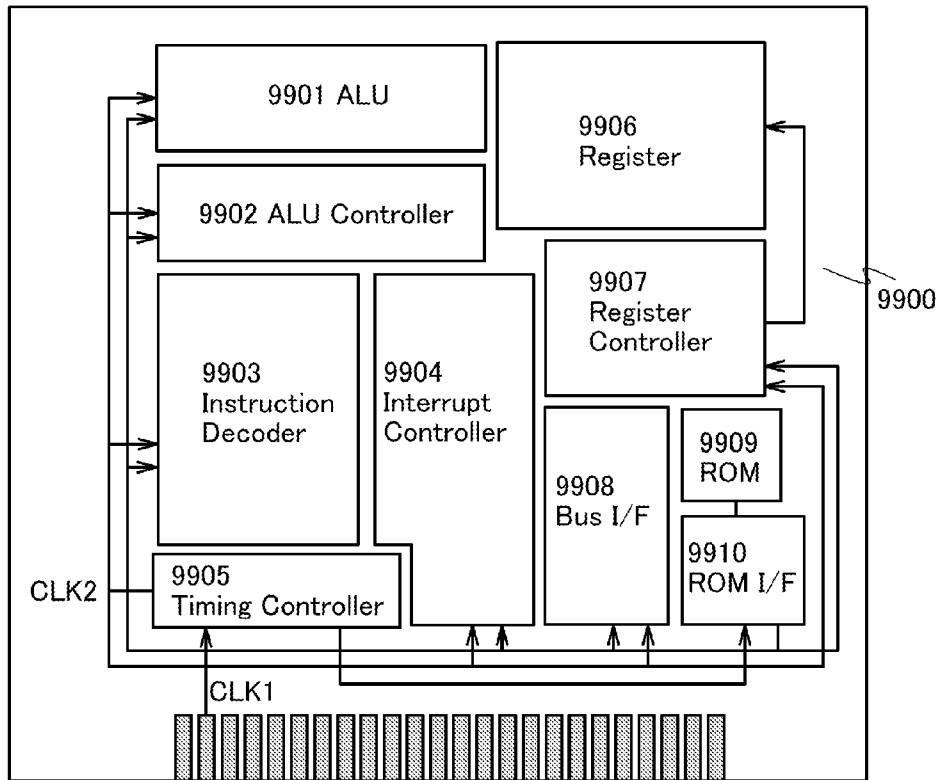 9901 ALU
9906
Register
9902 ALU Controller
9907
Register
Controller
9900
9903
Instruction
Decoder
9904
Interrupt
Controller
9909
ROM
9908
Bus I/F
9910
ROM I/F
9905
Timing Controller
CLK2
CLK1